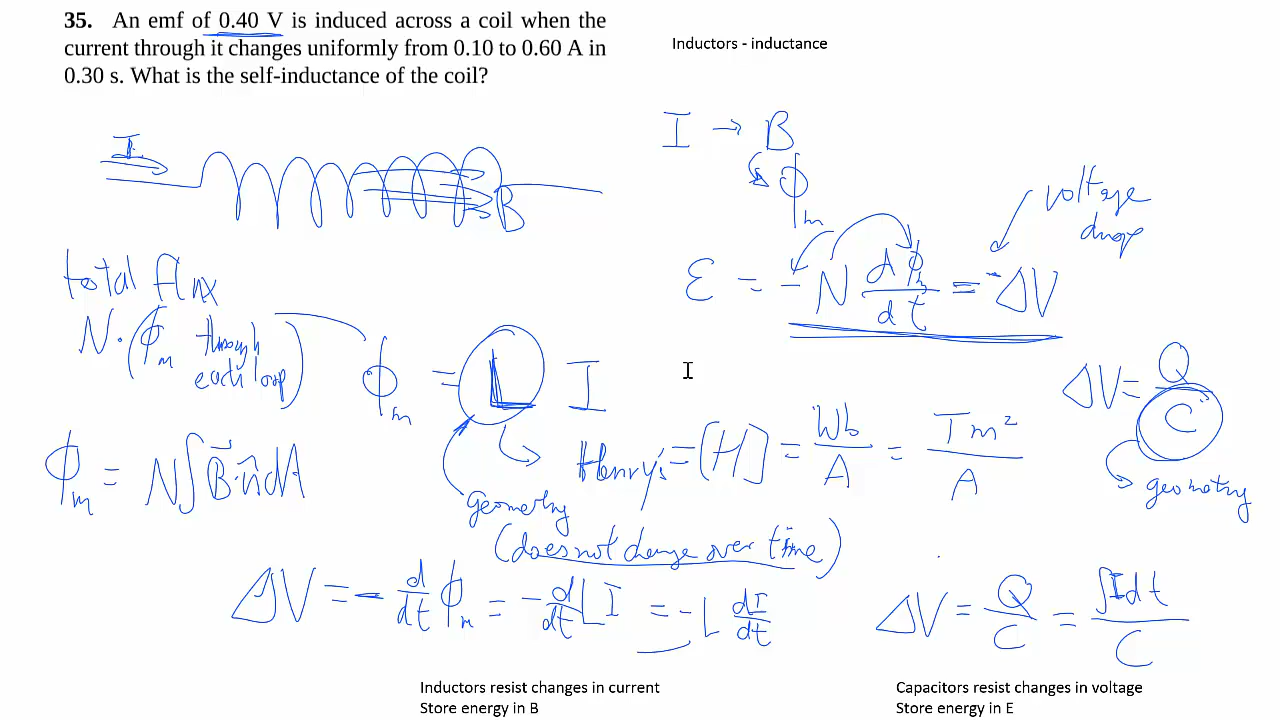 35. An emf of 0.40 V is induced across a coil when the
current through it changes uniformly from 0.10 to 0.60 A in
0.30 s. What is the self-inductance of the coil?
Inductors - inductance
I → B
ϕm
I
B
voltage
drop
ε = - N dϕm/dt = -ΔV
total flux
N · (ϕm through
each loop)
ϕm = L I
ΔV = Q/C
Henry's = [H] = Wb/A = Tm²/A
geometry
geometry
ϕm = N∫B⃗·n̂dA
(does not change over time)
ΔV = - d/dt ϕm = - d/dt L I = - L dI/dt
ΔV = Q/C = ∫Idt/C
Inductors resist changes in current
Store energy in B
Capacitors resist changes in voltage
Store energy in E